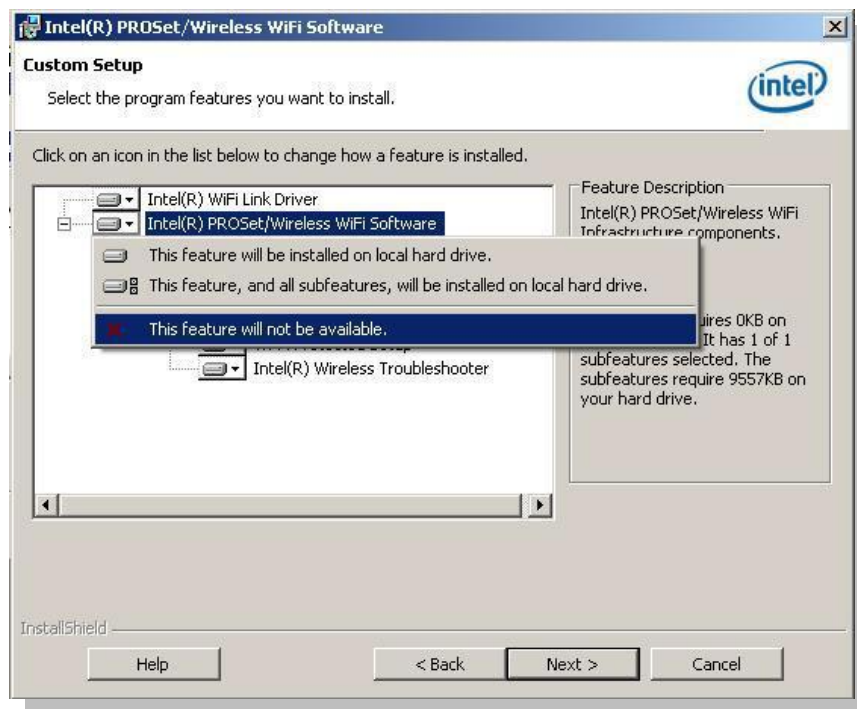 Intel(R) PROSet/Wireless WiFi Software
Custom Setup
Select the program features you want to install.
intel
Click on an icon in the list below to change how a feature is installed.
Intel(R) WiFi Link Driver
Intel(R) PROSet/Wireless WiFi Software
This feature will be installed on local hard drive.
This feature, and all subfeatures, will be installed on local hard drive.
This feature will not be available.
Intel(R) Wireless Troubleshooter
Feature Description
Intel(R) PROSet/Wireless WiFi
Infrastructure components.
0KB on
It has 1 of 1
subfeatures selected. The
subfeatures require 9557KB on
your hard drive.
InstallShield
Help
< Back
Next >
Cancel